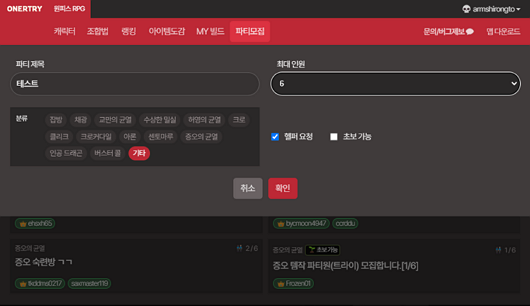 ONERTRY 원피스 RPG armshirongto
캐릭터 조합법 랭킹 아이템도감 MY 빌드 파티모집 문의/버그제보 앱 다운로드
파티 제목 최대 인원
테스트 6
분류 잡방 채광 교만의 균열 수상한 밀실 허영의 균열 크로
클리크 크로커다일 아론 센토마루 증오의 균열
인공 드래곤 버스터 콜 기타
헬퍼 요청 초보 가능
취소 확인
ehsxh65 bycmoon4947 ccrddu
증오의 균열 2/6 증오의 균열 초보 가능 1/6
증오 숙련방 ㄱㄱ 증오 템작 파티원(트라이) 모집합니다.[1/6]
fkddms0217 saxmaster119 Frozen01